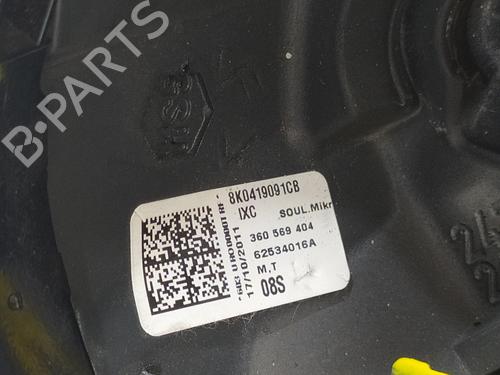 B-PARTS
8K0419091CB
IXC SOUL.Mikr
360 569 404
62534016A
M.T
08S
17/10/2011